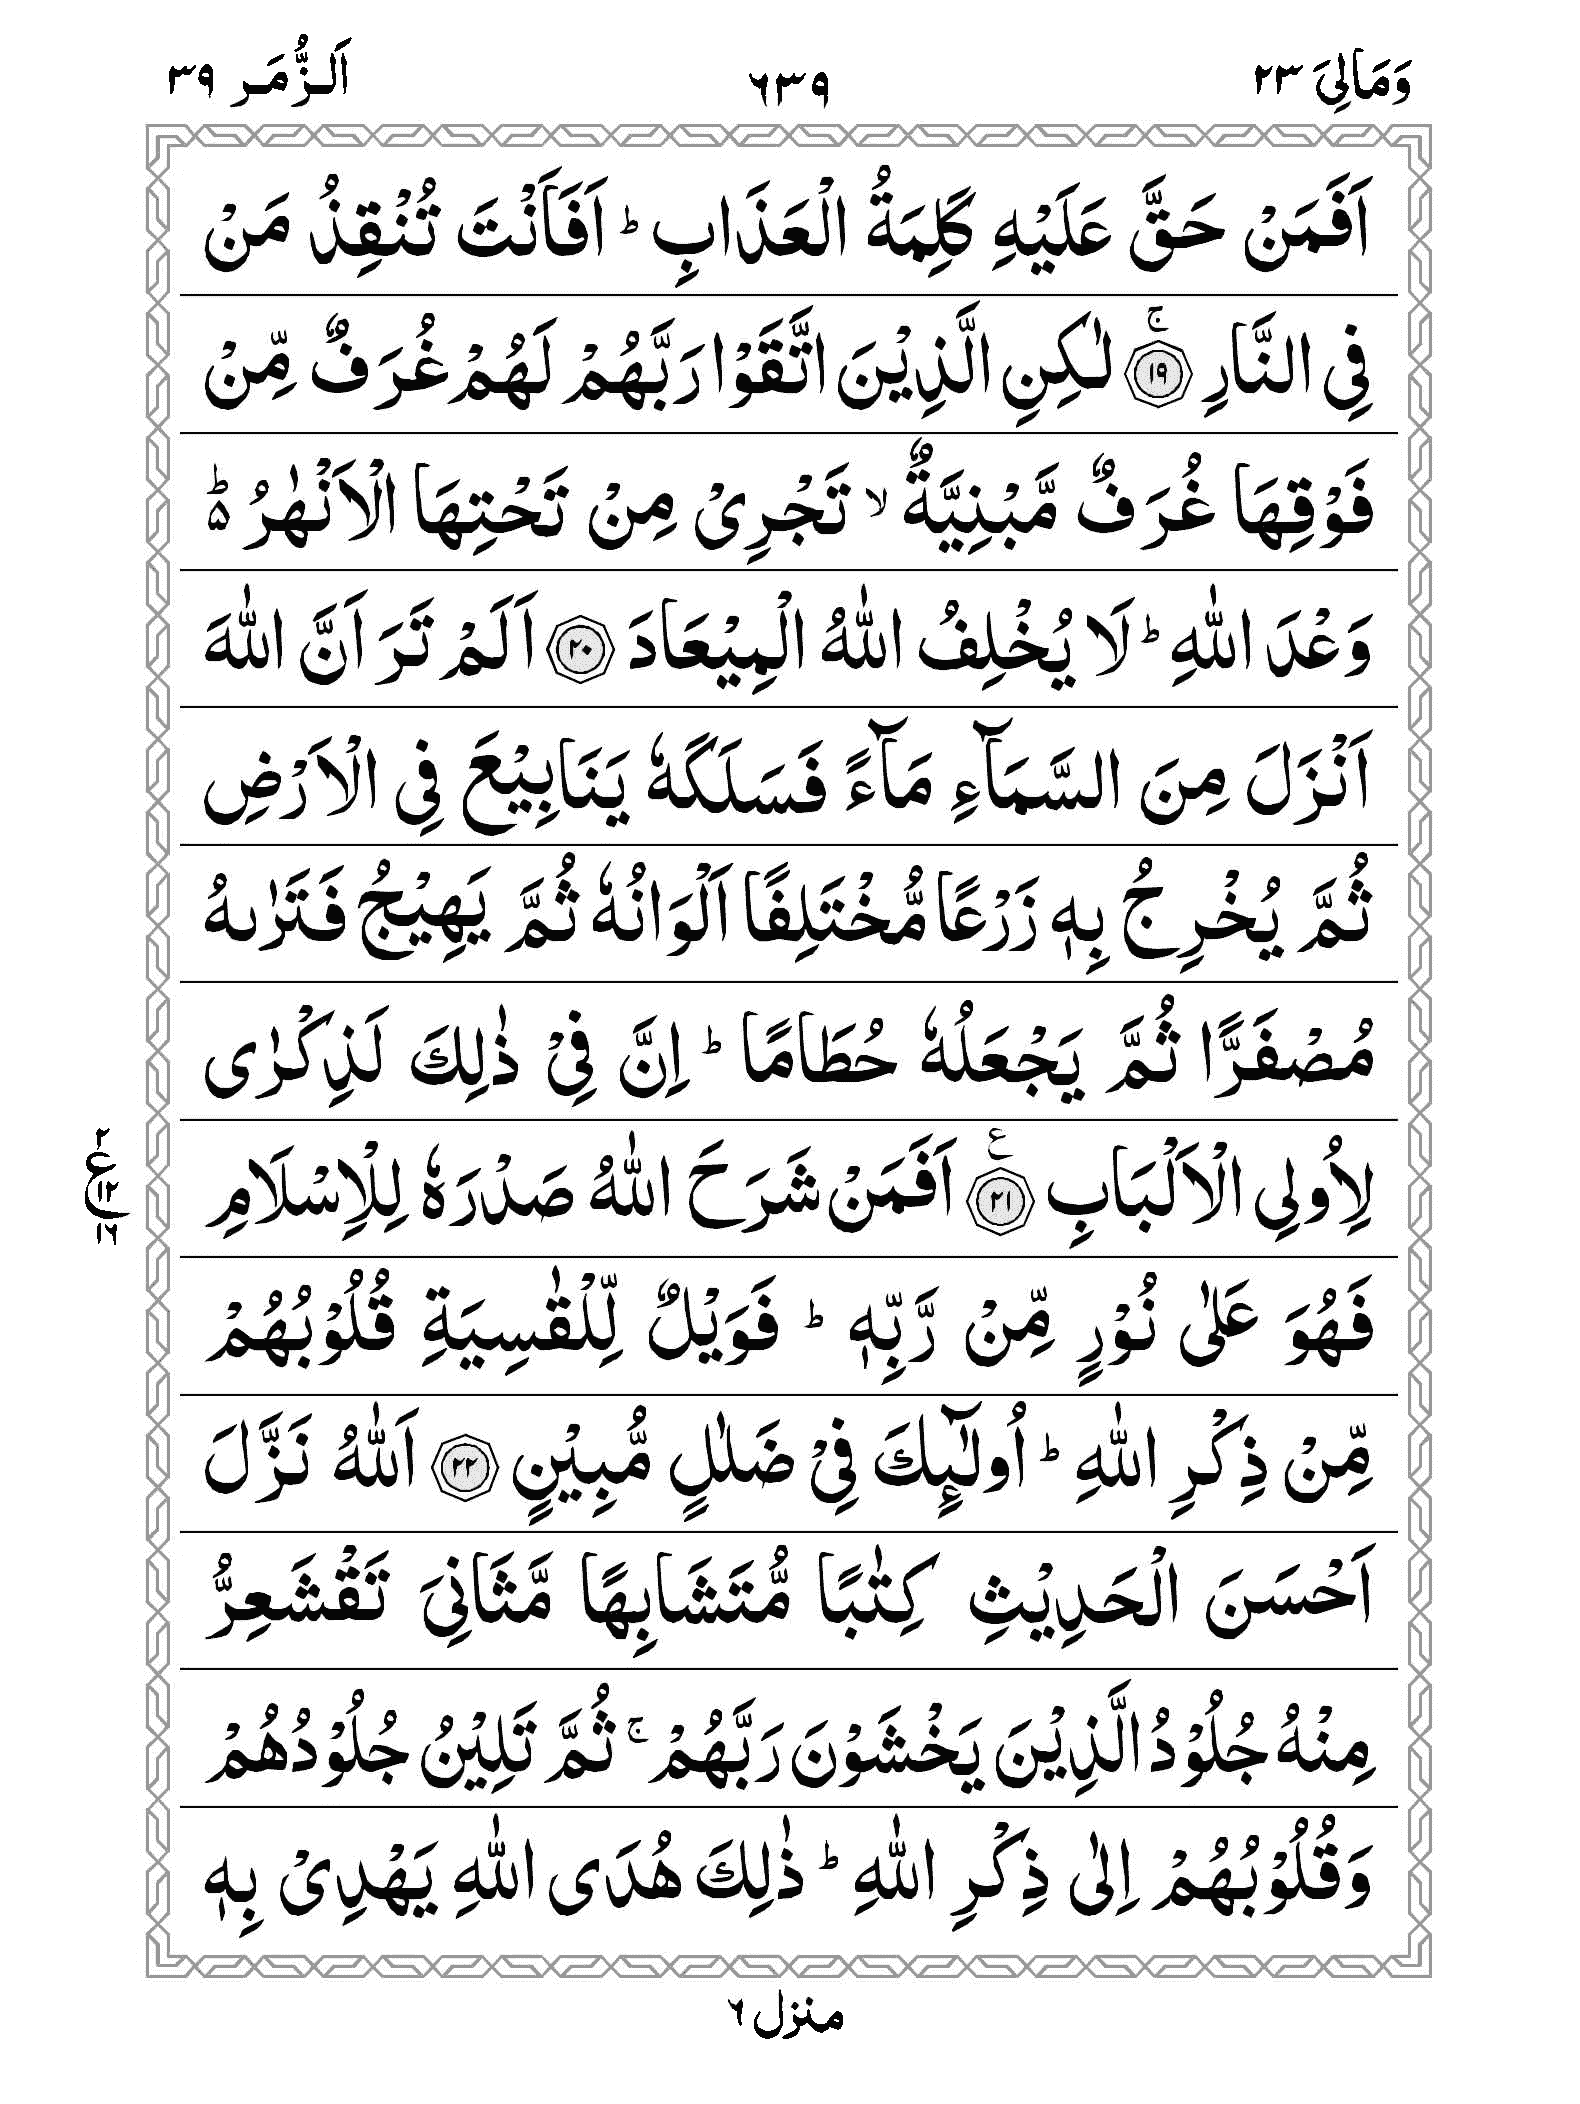 وَمَالِیَ ٢٣ ٦٣٩ اَلزُّمَر ٣٩
اَفَمَنْ حَقَّ عَلَیْهِ كَلِمَةُ الْعَذَابِ ؕ اَفَاَنْتَ تُنْقِذُ مَنْ
فِی النَّارِ ۚ‏﴿١٩﴾ لٰكِنِ الَّذِیْنَ اتَّقَوْا رَبَّهُمْ لَهُمْ غُرَفٌ مِّنْ
فَوْقِهَا غُرَفٌ مَّبْنِیَّةٌ ۙ تَجْرِیْ مِنْ تَحْتِهَا الْاَنْهٰرُ ؕ۬
وَعْدَ اللّٰهِ ؕ لَا یُخْلِفُ اللّٰهُ الْمِیْعَادَ ﴿٢٠﴾ اَلَمْ تَرَ اَنَّ اللّٰهَ
اَنْزَلَ مِنَ السَّمَآءِ مَآءً فَسَلَكَهٗ یَنَابِیْعَ فِی الْاَرْضِ
ثُمَّ یُخْرِجُ بِهٖ زَرْعًا مُّخْتَلِفًا اَلْوَانُهٗ ثُمَّ یَهِیْجُ فَتَرٰىهُ
مُصْفَرًّا ثُمَّ یَجْعَلُهٗ حُطَامًا ؕ اِنَّ فِیْ ذٰلِكَ لَذِكْرٰی
لِاُولِی الْاَلْبَابِ ﴿٢١﴾ ع اَفَمَنْ شَرَحَ اللّٰهُ صَدْرَهٗ لِلْاِسْلَامِ
٢ ع ١٢ ١٦
فَهُوَ عَلٰی نُوْرٍ مِّنْ رَّبِّهٖ ؕ فَوَیْلٌ لِّلْقٰسِیَةِ قُلُوْبُهُمْ
مِّنْ ذِكْرِ اللّٰهِ ؕ اُولٰٓىِٕكَ فِیْ ضَلٰلٍ مُّبِیْنٍ ﴿٢٢﴾ اَللّٰهُ نَزَّلَ
اَحْسَنَ الْحَدِیْثِ كِتٰبًا مُّتَشَابِهًا مَّثَانِیَ تَقْشَعِرُّ
مِنْهُ جُلُوْدُ الَّذِیْنَ یَخْشَوْنَ رَبَّهُمْ ۚ ثُمَّ تَلِیْنُ جُلُوْدُهُمْ
وَقُلُوْبُهُمْ اِلٰی ذِكْرِ اللّٰهِ ؕ ذٰلِكَ هُدَی اللّٰهِ یَهْدِیْ بِهٖ
منزل ٦